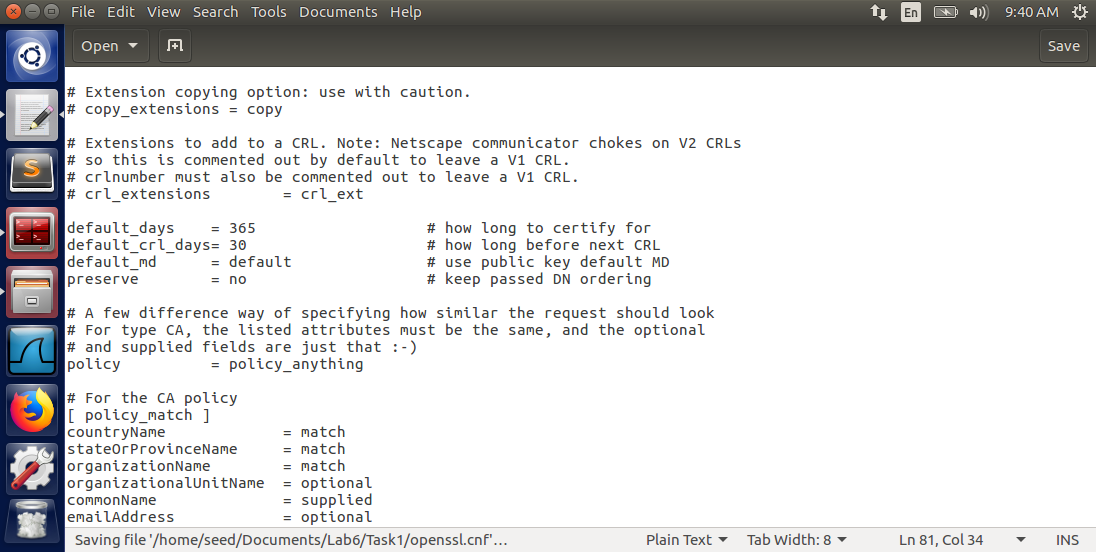 File Edit View Search Tools Documents Help En 9:40 AM
Open Save
# Extension copying option: use with caution.
# copy_extensions = copy
# Extensions to add to a CRL. Note: Netscape communicator chokes on V2 CRLs
# so this is commented out by default to leave a V1 CRL.
# crlnumber must also be commented out to leave a V1 CRL.
# crl_extensions        = crl_ext
default_days    = 365                   # how long to certify for
default_crl_days= 30                    # how long before next CRL
default_md      = default               # use public key default MD
preserve        = no                    # keep passed DN ordering
# A few difference way of specifying how similar the request should look
# For type CA, the listed attributes must be the same, and the optional
# and supplied fields are just that :-)
policy          = policy_anything
# For the CA policy
[ policy_match ]
countryName             = match
stateOrProvinceName     = match
organizationName        = match
organizationalUnitName  = optional
commonName              = supplied
emailAddress            = optional
Saving file '/home/seed/Documents/Lab6/Task1/openssl.cnf'… Plain Text Tab Width: 8 Ln 81, Col 34 INS